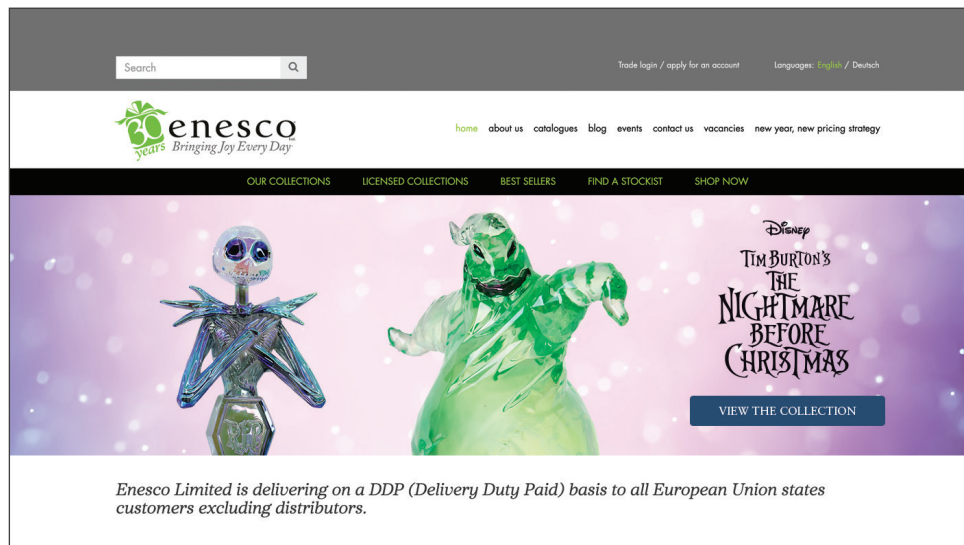 Search
Trade login / apply for an account
Languages: English / Deutsch
30 years
enesco
Bringing Joy Every Day
home about us catalogues blog events contact us vacancies new year, new pricing strategy
OUR COLLECTIONS LICENSED COLLECTIONS BEST SELLERS FIND A STOCKIST SHOP NOW
RIP
Disney
TIM BURTON'S
THE
NIGHTMARE
BEFORE
CHRISTMAS
VIEW THE COLLECTION
Enesco Limited is delivering on a DDP (Delivery Duty Paid) basis to all European Union states
customers excluding distributors.